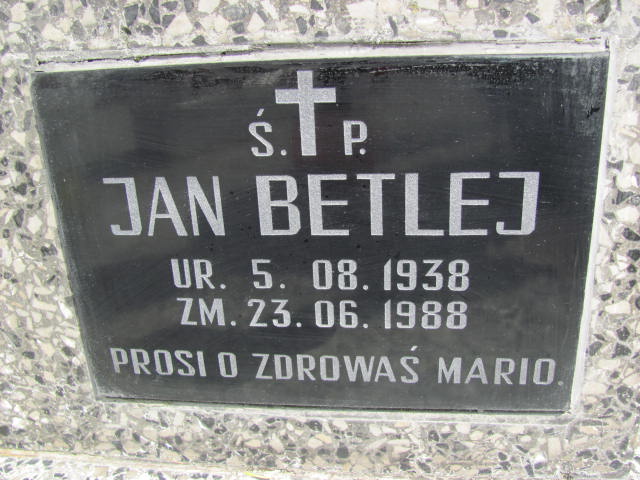 Ś. P.
JAN BETLEJ
UR. 5. 08. 1938
ZM. 23. 06. 1988
PROSI O ZDROWAŚ MARIO.